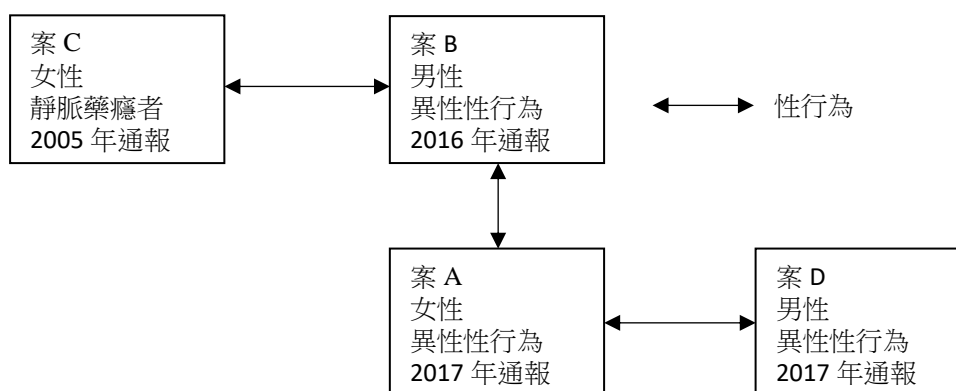 案 C
女性
靜脈藥癮者
2005 年通報
案 B
男性
異性性行為
2016 年通報
性行為
案 A
女性
異性性行為
2017 年通報
案 D
男性
異性性行為
2017 年通報